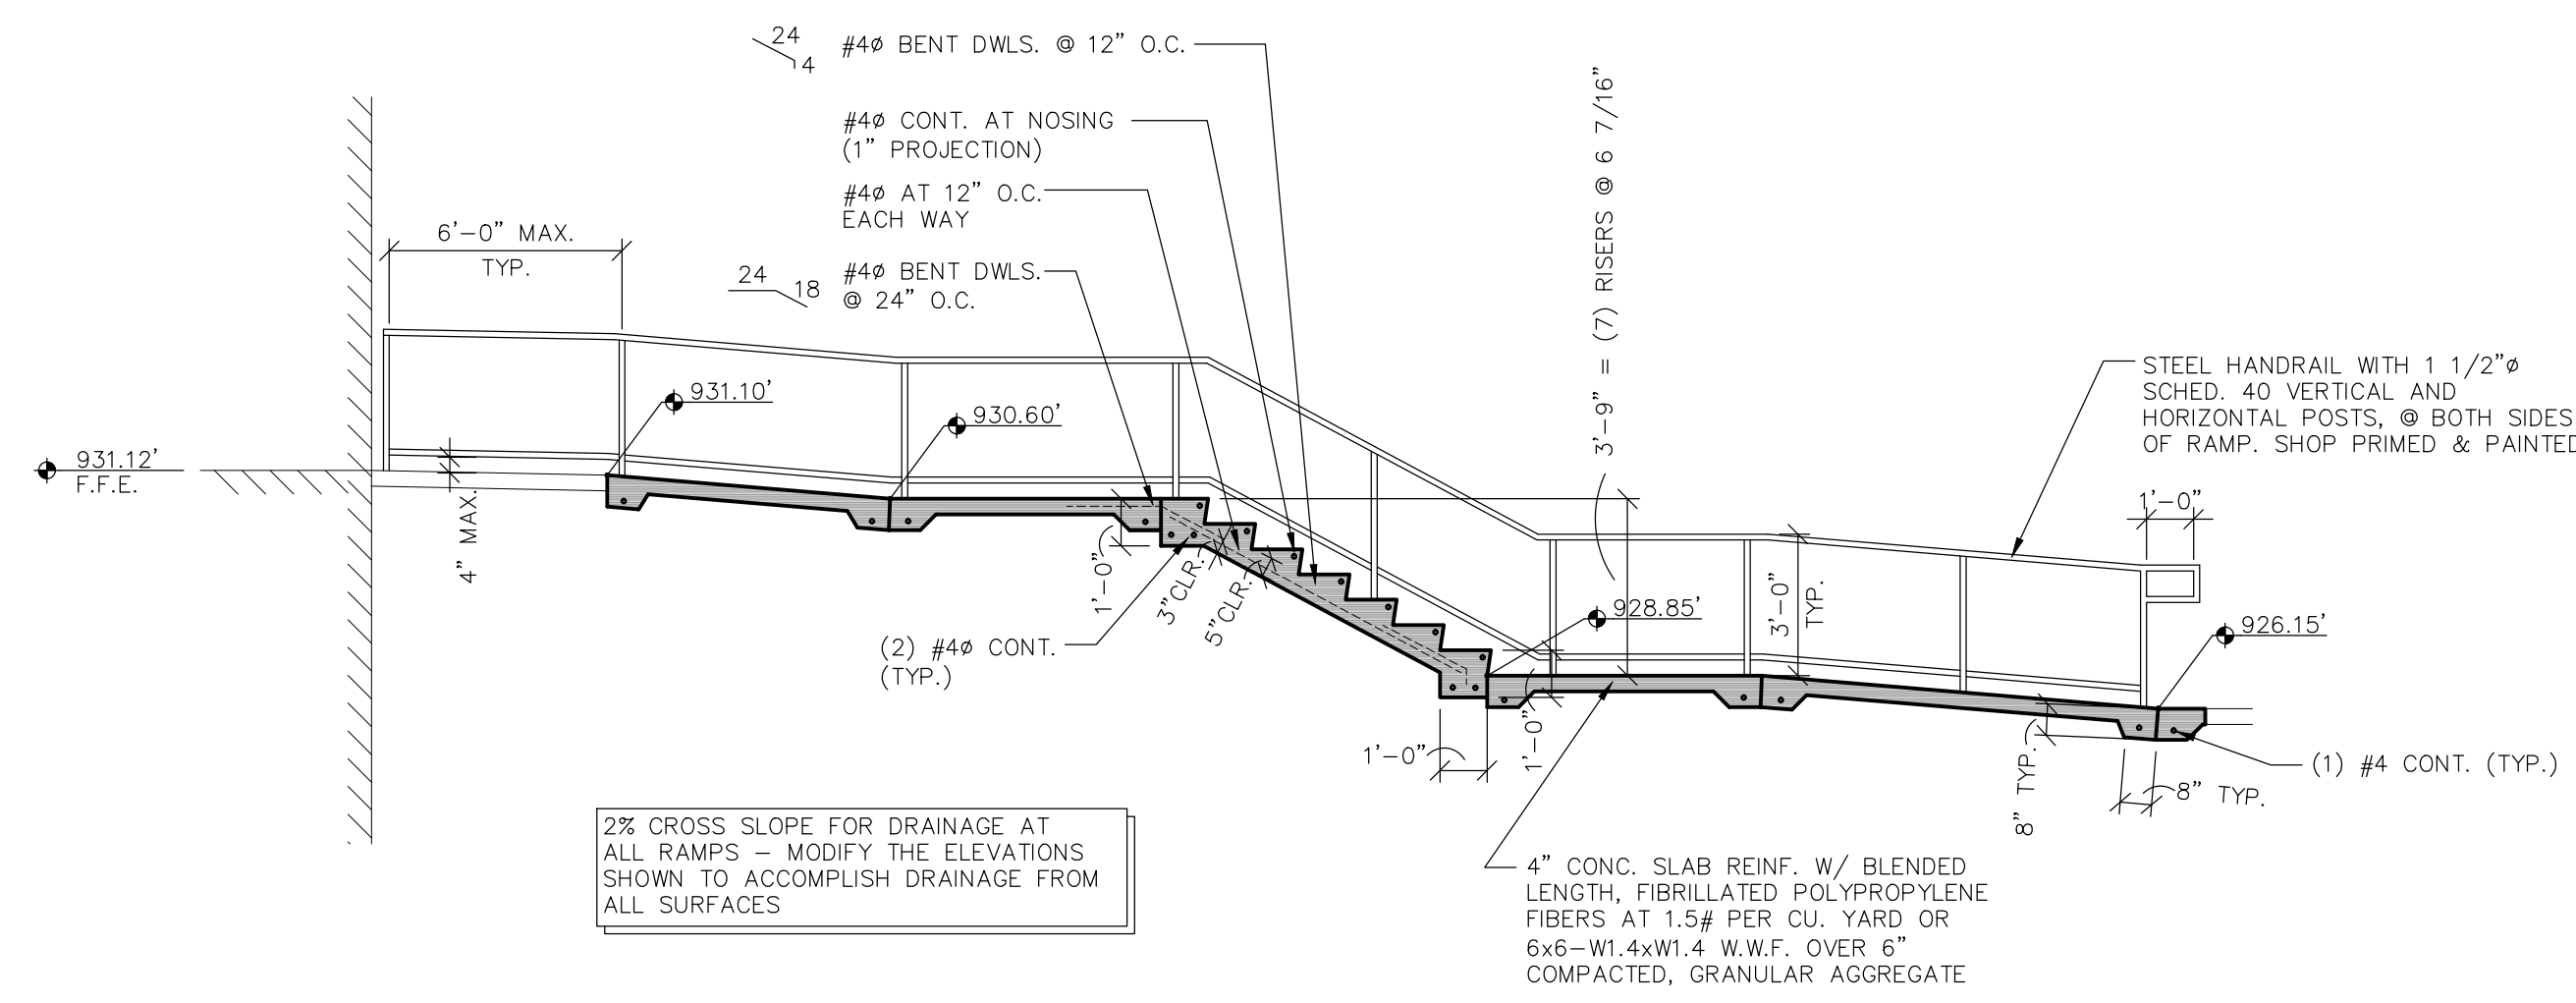 24
4
#4ø BENT DWLS. @ 12" O.C.
#4ø CONT. AT NOSING
(1" PROJECTION)
#4ø AT 12" O.C.
EACH WAY
24
18
#4ø BENT DWLS.
@ 24" O.C.
6'-0" MAX.
TYP.
3'-9" = (7) RISERS @ 6 7/16"
STEEL HANDRAIL WITH 1 1/2"ø
SCHED. 40 VERTICAL AND
HORIZONTAL POSTS, @ BOTH SIDES
OF RAMP. SHOP PRIMED & PAINTED
931.10'
930.60'
931.12'
F.F.E.
4" MAX.
1'-0"
3"CLR.
5"CLR.
(2) #4ø CONT.
(TYP.)
928.85'
3'-0"
TYP.
1'-0"
926.15'
1'-0"
1'-0"
8" TYP.
8" TYP.
(1) #4 CONT. (TYP.)
2% CROSS SLOPE FOR DRAINAGE AT
ALL RAMPS – MODIFY THE ELEVATIONS
SHOWN TO ACCOMPLISH DRAINAGE FROM
ALL SURFACES
4" CONC. SLAB REINF. W/ BLENDED
LENGTH, FIBRILLATED POLYPROPYLENE
FIBERS AT 1.5# PER CU. YARD OR
6x6–W1.4xW1.4 W.W.F. OVER 6"
COMPACTED, GRANULAR AGGREGATE